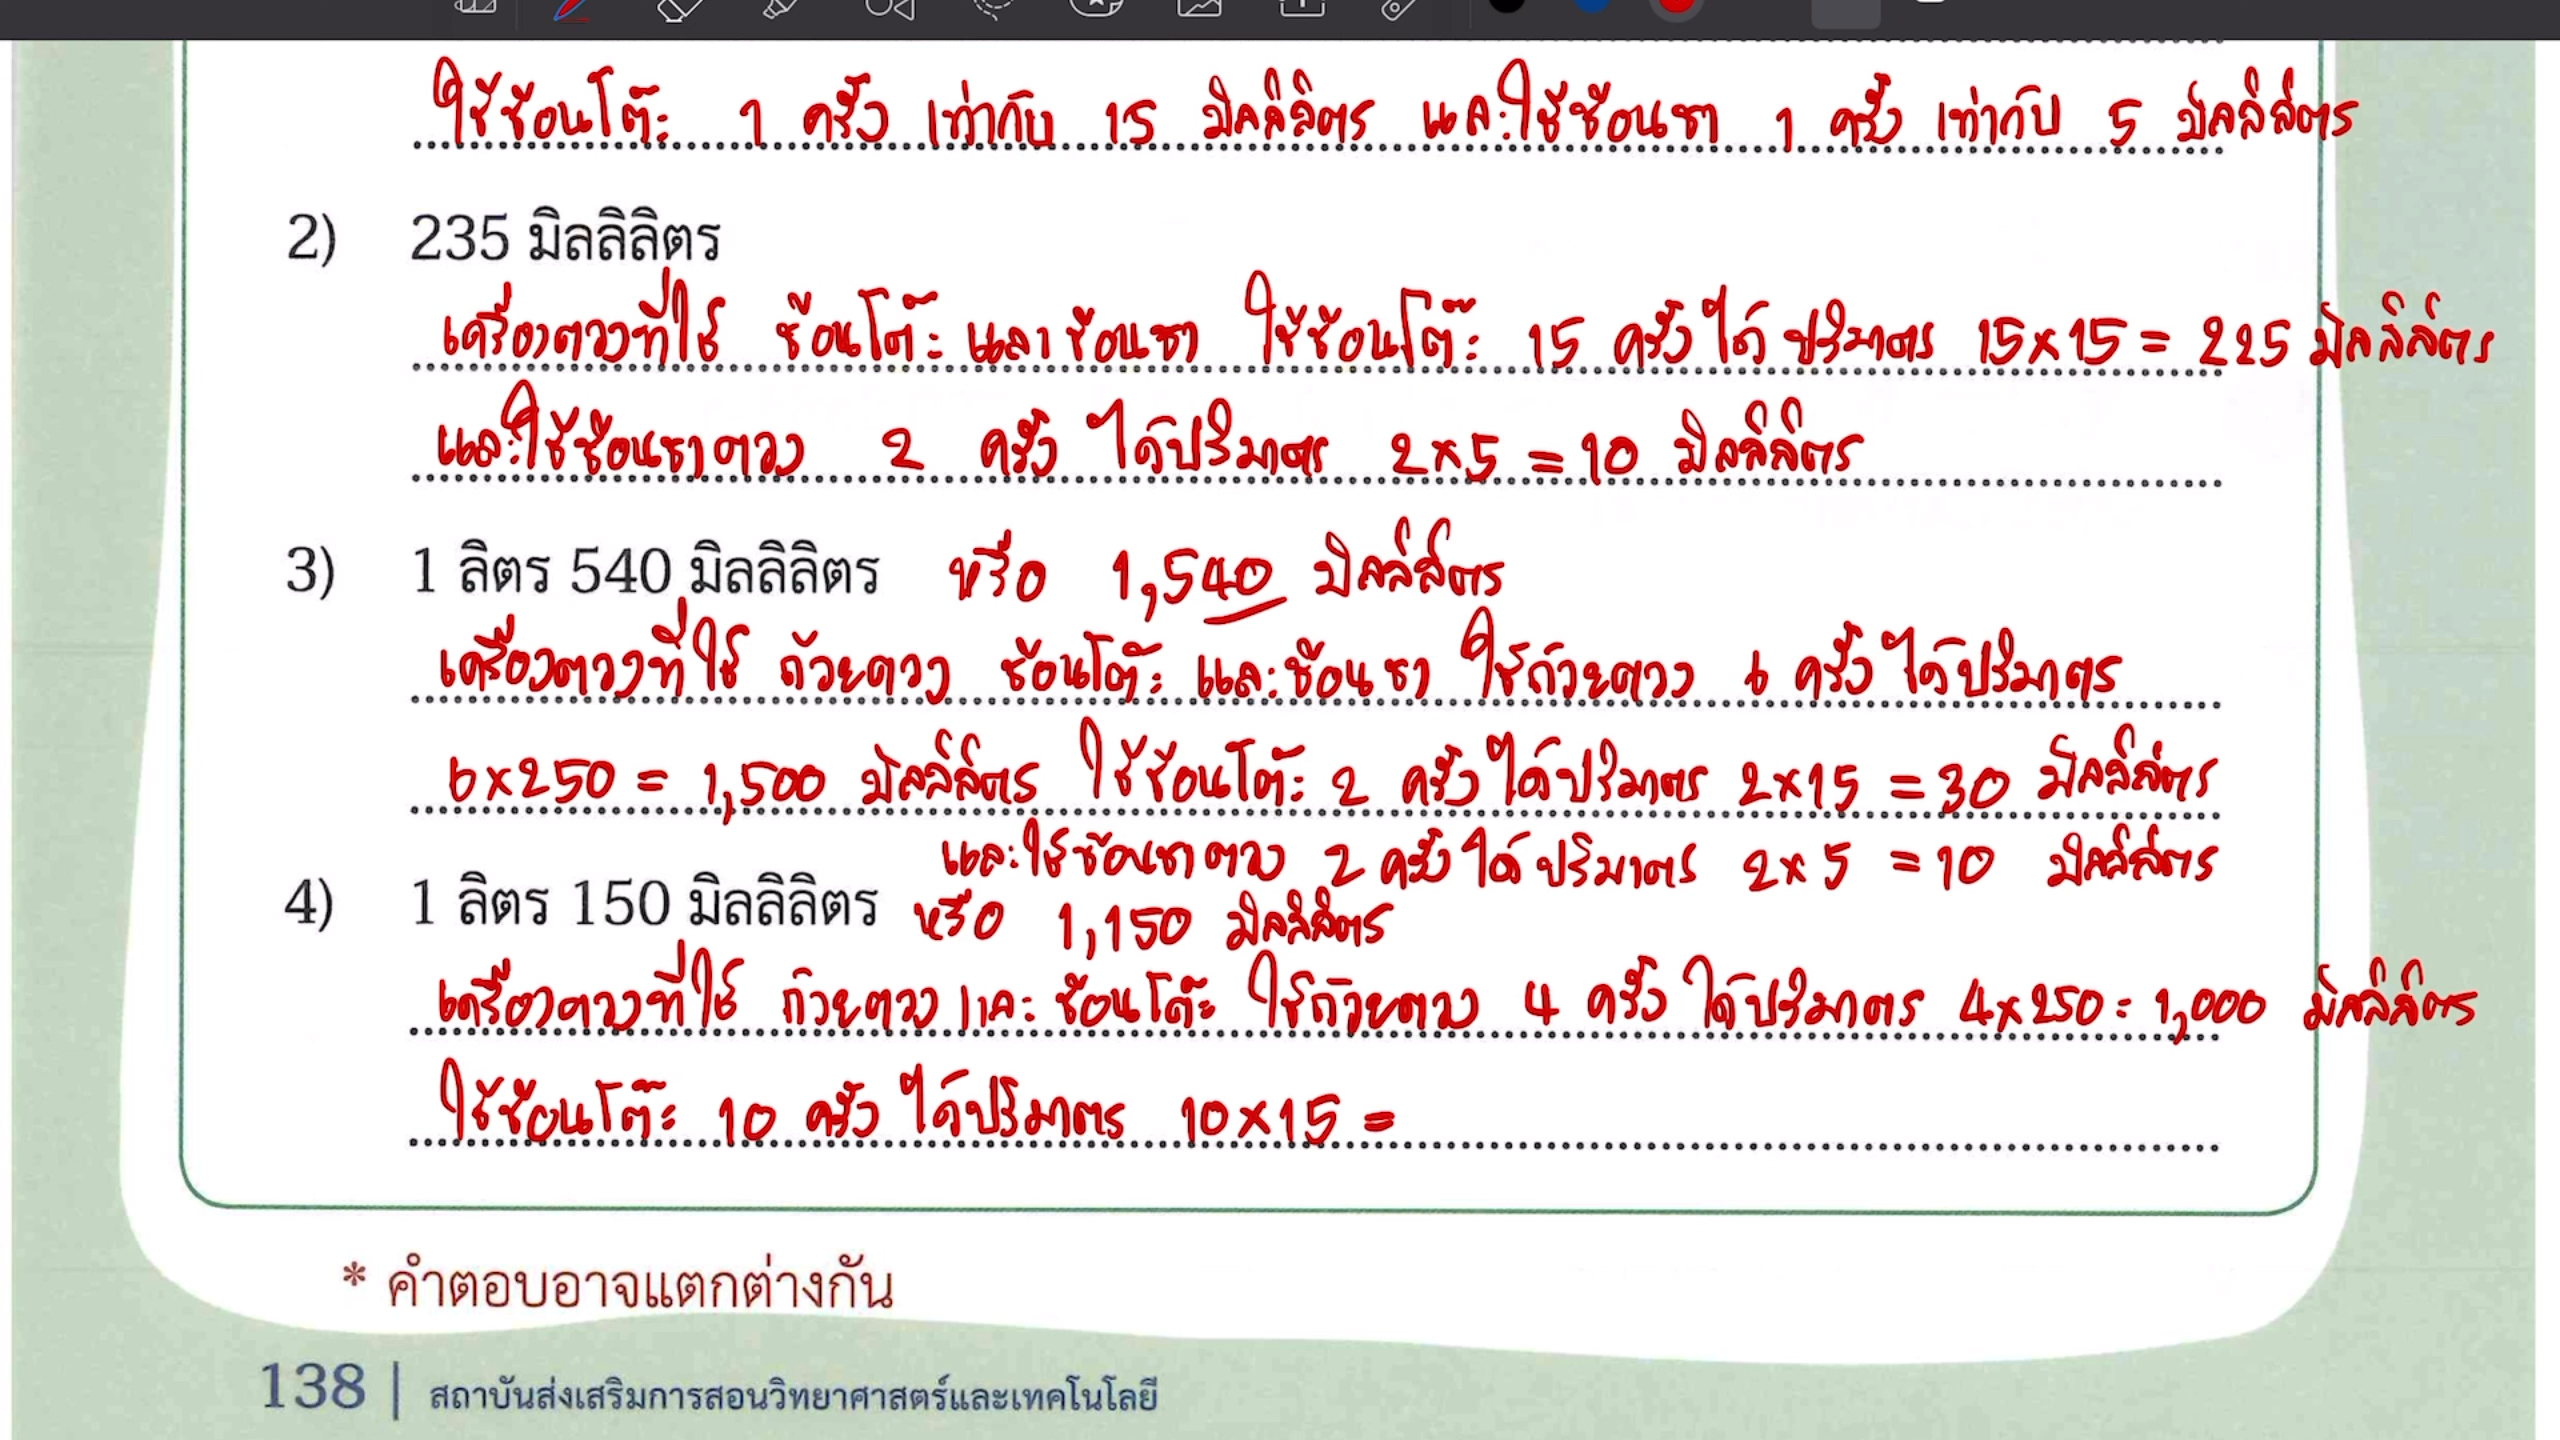 ใช้ช้อนโต๊ะ 1 ครั้ง เท่ากับ 15 มิลลิลิตร และใช้ช้อนชา 1 ครั้ง เท่ากับ 5 มิลลิลิตร
2) 235 มิลลิลิตร
เครื่องตวงที่ใช้ ช้อนโต๊ะ และช้อนชา ใช้ช้อนโต๊ะ 15 ครั้ง ได้ปริมาตร 15×15 = 225 มิลลิลิตร
และใช้ช้อนชาตวง 2 ครั้ง ได้ปริมาตร 2×5 = 10 มิลลิลิตร
3) 1 ลิตร 540 มิลลิลิตร หรือ 1,540 มิลลิลิตร
เครื่องตวงที่ใช้ ถ้วยตวง ช้อนโต๊ะ และช้อนชา ใช้ถ้วยตวง 6 ครั้ง ได้ปริมาตร
6×250 = 1,500 มิลลิลิตร ใช้ช้อนโต๊ะ 2 ครั้ง ได้ปริมาตร 2×15 = 30 มิลลิลิตร
และใช้ช้อนชาตวง 2 ครั้ง ได้ปริมาตร 2×5 = 10 มิลลิลิตร
4) 1 ลิตร 150 มิลลิลิตร หรือ 1,150 มิลลิลิตร
เครื่องตวงที่ใช้ ถ้วยตวง และ ช้อนโต๊ะ ใช้ถ้วยตวง 4 ครั้ง ได้ปริมาตร 4×250 = 1,000 มิลลิลิตร
ใช้ช้อนโต๊ะ 10 ครั้ง ได้ปริมาตร 10×15 =
* คำตอบอาจแตกต่างกัน
138 | สถาบันส่งเสริมการสอนวิทยาศาสตร์และเทคโนโลยี